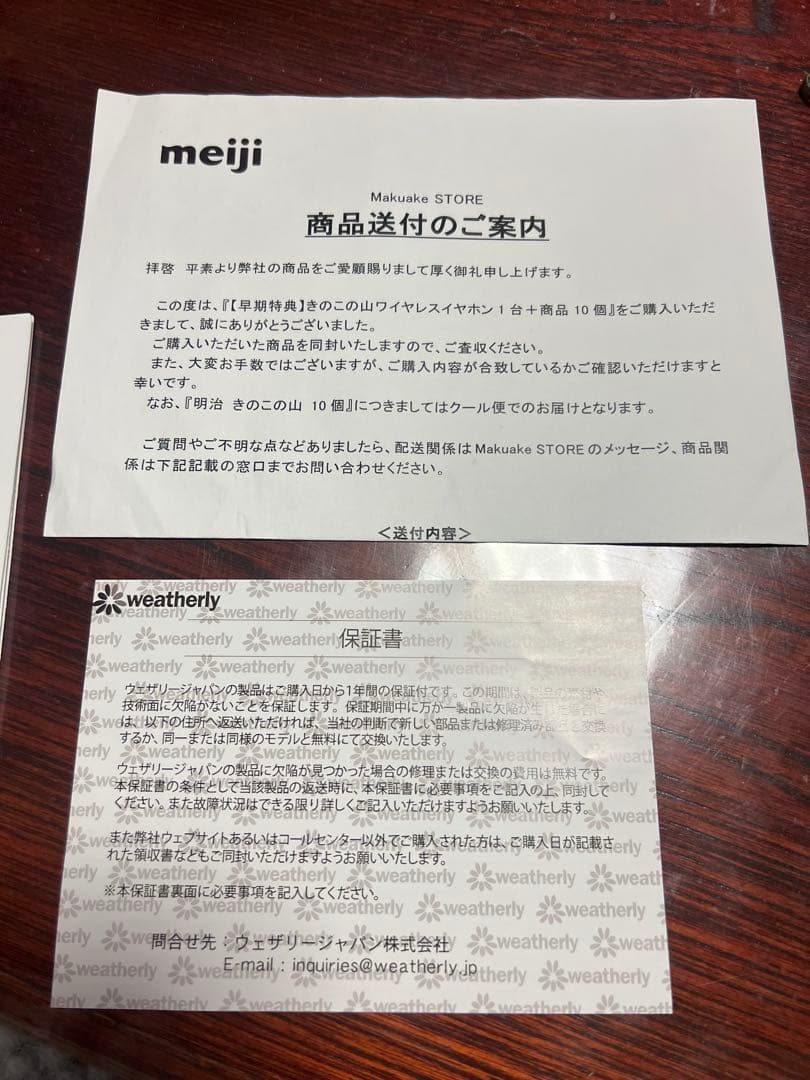 meiji
Makuake STORE
商品送付のご案内
拝啓 平素より弊社の商品をご愛顧賜りまして厚く御礼申し上げます。
この度は、『【早期特典】きのこの山ワイヤレスイヤホン 1 台＋商品 10 個』をご購入いただ
きまして、誠にありがとうございました。
ご購入いただいた商品を同封いたしますので、ご査収ください。
また、大変お手数ではございますが、ご購入内容が合致しているかご確認いただけますと
幸いです。
なお、『明治 きのこの山 10 個』につきましてはクール便でのお届けとなります。
ご質問やご不明な点などありましたら、配送関係は Makuake STORE のメッセージ、商品関
係は下記記載の窓口までお問い合わせください。
＜送付内容＞
weatherly
保証書
ウェザリージャパンの製品はご購入日から1年間の保証付です。この期間は、製品の素材や
技術面に欠陥がないことを保証します。保証期間中に万が一製品に欠陥が生じた場合に
は、以下の住所へ返送いただければ、当社の判断で新しい部品または修理済み部品と交換
するか、同一または同様のモデルと無料にて交換いたします。
ウェザリージャパンの製品に欠陥が見つかった場合の修理または交換の費用は無料です。
本保証書の条件として当該製品の返送時に、本保証書に必要事項をご記入の上、同封して
ください。また故障状況はできる限り詳しくご記入いただけますようお願いいたします。
また弊社ウェブサイトあるいはコールセンター以外でご購入された方は、ご購入日が記載さ
れた領収書などもご同封いただけますようお願いいたします。
※本保証書裏面に必要事項を記入してください。
問合せ先：ウェザリージャパン株式会社
E-mail：inquiries@weatherly.jp